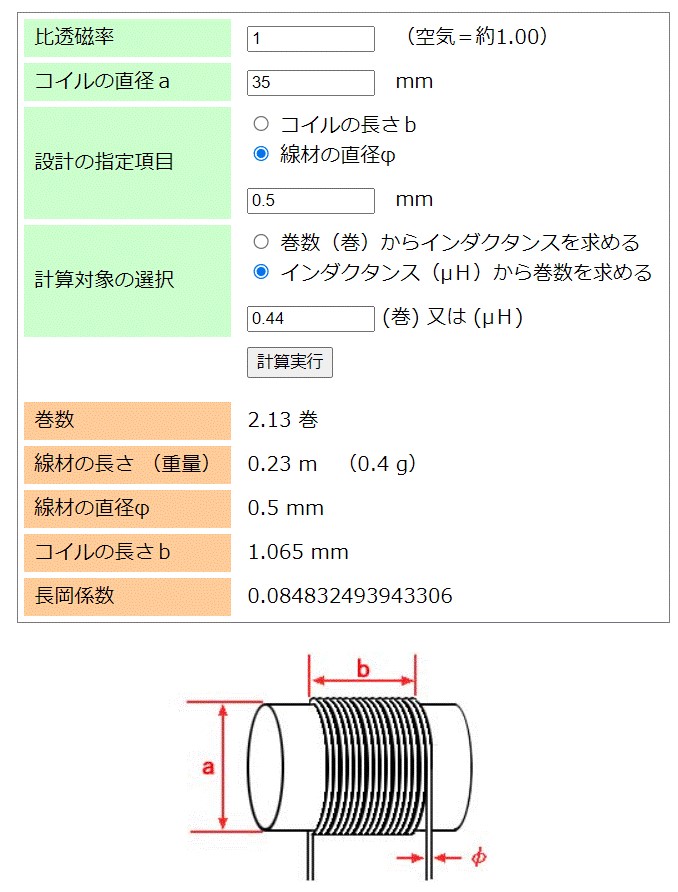 比透磁率 1 （空気＝約1.00）
コイルの直径ａ 35 mm
コイルの長さｂ
設計の指定項目 線材の直径φ
0.5 mm
巻数（巻）からインダクタンスを求める
計算対象の選択 インダクタンス（μＨ）から巻数を求める
0.44 (巻) 又は (μＨ)
計算実行
巻数 2.13 巻
線材の長さ （重量） 0.23 m （0.4 g）
線材の直径φ 0.5 mm
コイルの長さｂ 1.065 mm
長岡係数 0.084832493943306
b
a
φ